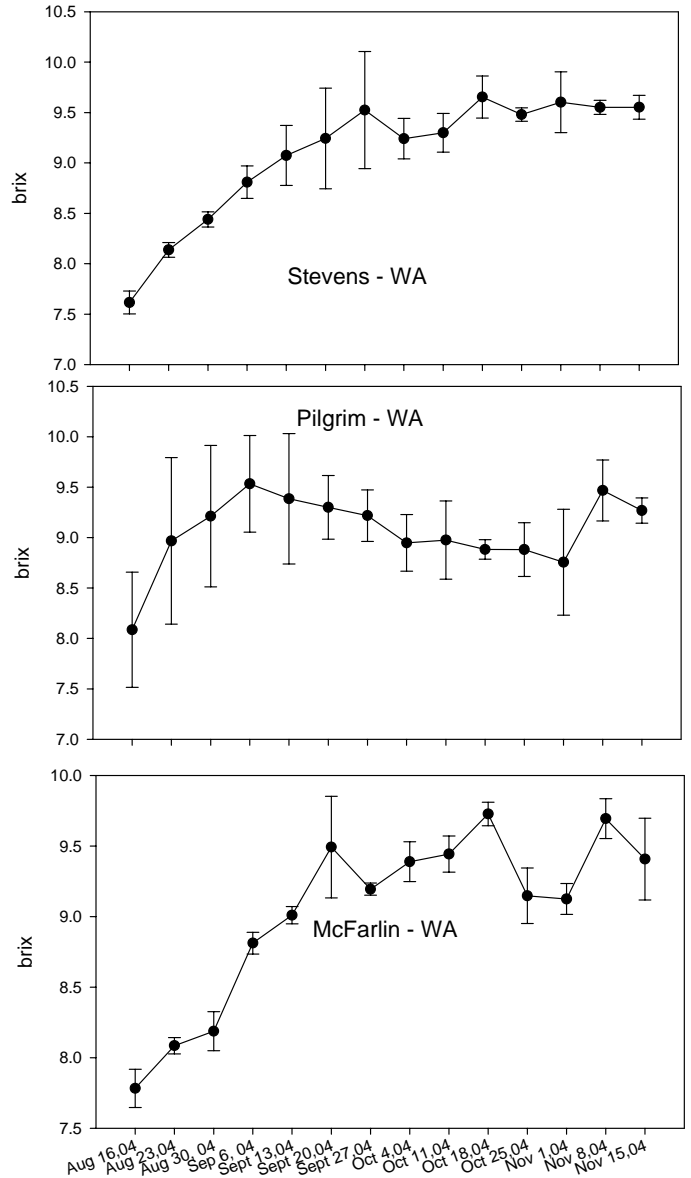 10.5
10.0
9.5
9.0
8.5
8.0
7.5
7.0
brix
Stevens - WA
10.5
10.0
9.5
9.0
8.5
8.0
7.5
7.0
brix
Pilgrim - WA
10.0
9.5
9.0
8.5
8.0
7.5
brix
McFarlin - WA
Aug 16,04
Aug 23,04
Aug 30, 04
Sep 6, 04
Sept 13,04
Sept 20,04
Sept 27,04
Oct 4,04
Oct 11,04
Oct 18,04
Oct 25,04
Nov 1,04
Nov 8,04
Nov 15,04